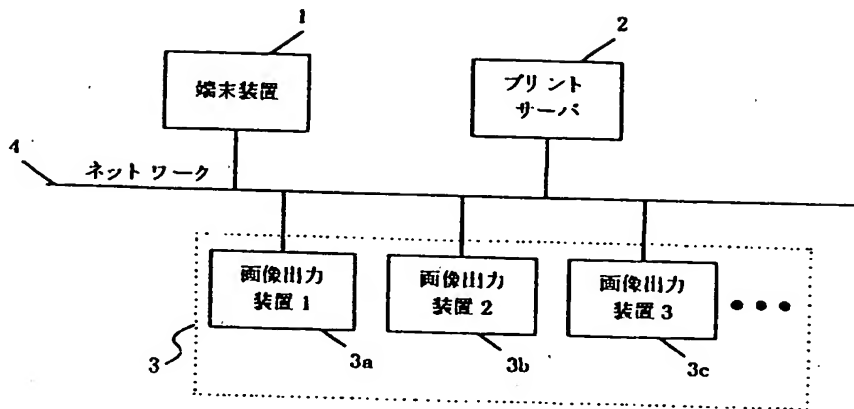 1
2
端末装置
プリント
サーバ
4
ネットワーク
画像出力
装置 1
画像出力
装置 2
画像出力
装置 3
3
3a
3b
3c